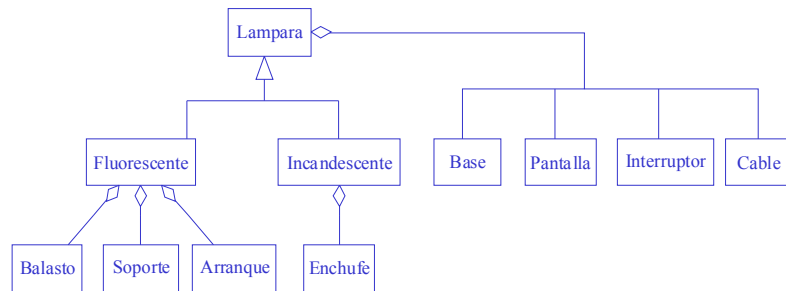 Lampara
Fluorescente
Incandescente
Base
Pantalla
Interruptor
Cable
Balasto
Soporte
Arranque
Enchufe